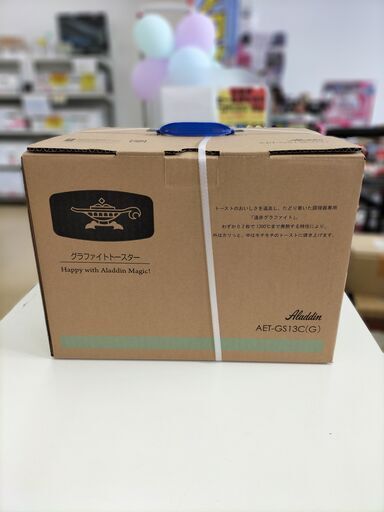 グラファイトトースター
Happy with Aladdin Magic!
トーストのおいしさを追求し、たどり着いた調理器専用
「遠赤グラファイト」。
わずか0.2秒で1300℃まで発熱する特性により、
外はカリッと、中はモチモチのトーストに焼き上げます。
Aladdin
AET-GS13C(G)